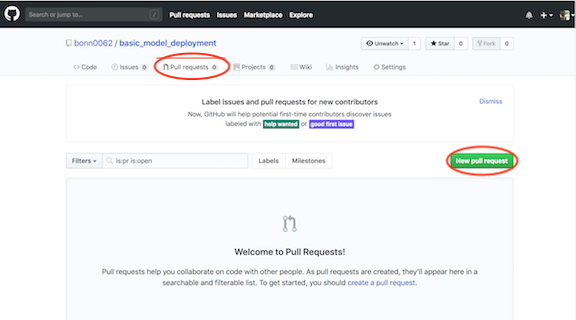 Search or jump to... / Pull requests Issues Marketplace Explore
bonn0062 / basic_model_deployment
Unwatch 1 Star 0 Fork 0
Code Issues 0 Pull requests 0 Projects 0 Wiki Insights Settings
Label issues and pull requests for new contributors Dismiss
Now, GitHub will help potential first-time contributors discover issues
labeled with help wanted or good first issue
Filters is:pr is:open Labels Milestones New pull request
Welcome to Pull Requests!
Pull requests help you collaborate on code with other people. As pull requests are created, they'll appear here in a
searchable and filterable list. To get started, you should create a pull request.